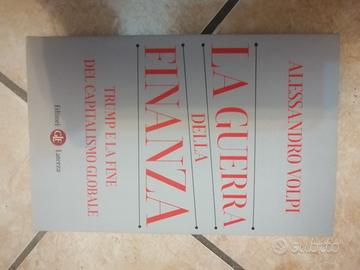 ALESSANDRO VOLPI
LA GUERRA
DELLA
FINANZA
TRUMP E LA FINE
DEL CAPITALISMO GLOBALE
Editori
Laterza
subito